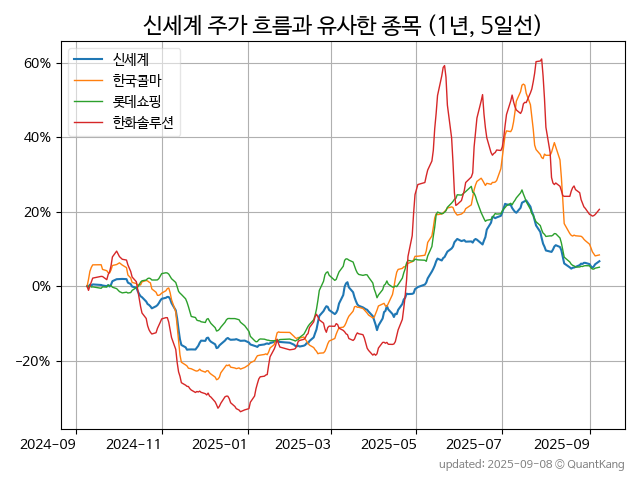 신세계 주가 흐름과 유사한 종목 (1년, 5일선)
신세계
한국콜마
롯데쇼핑
한화솔루션
60%
40%
20%
0%
−20%
2024-09
2024-11
2025-01
2025-03
2025-05
2025-07
2025-09
updated: 2025-09-08 © QuantKang